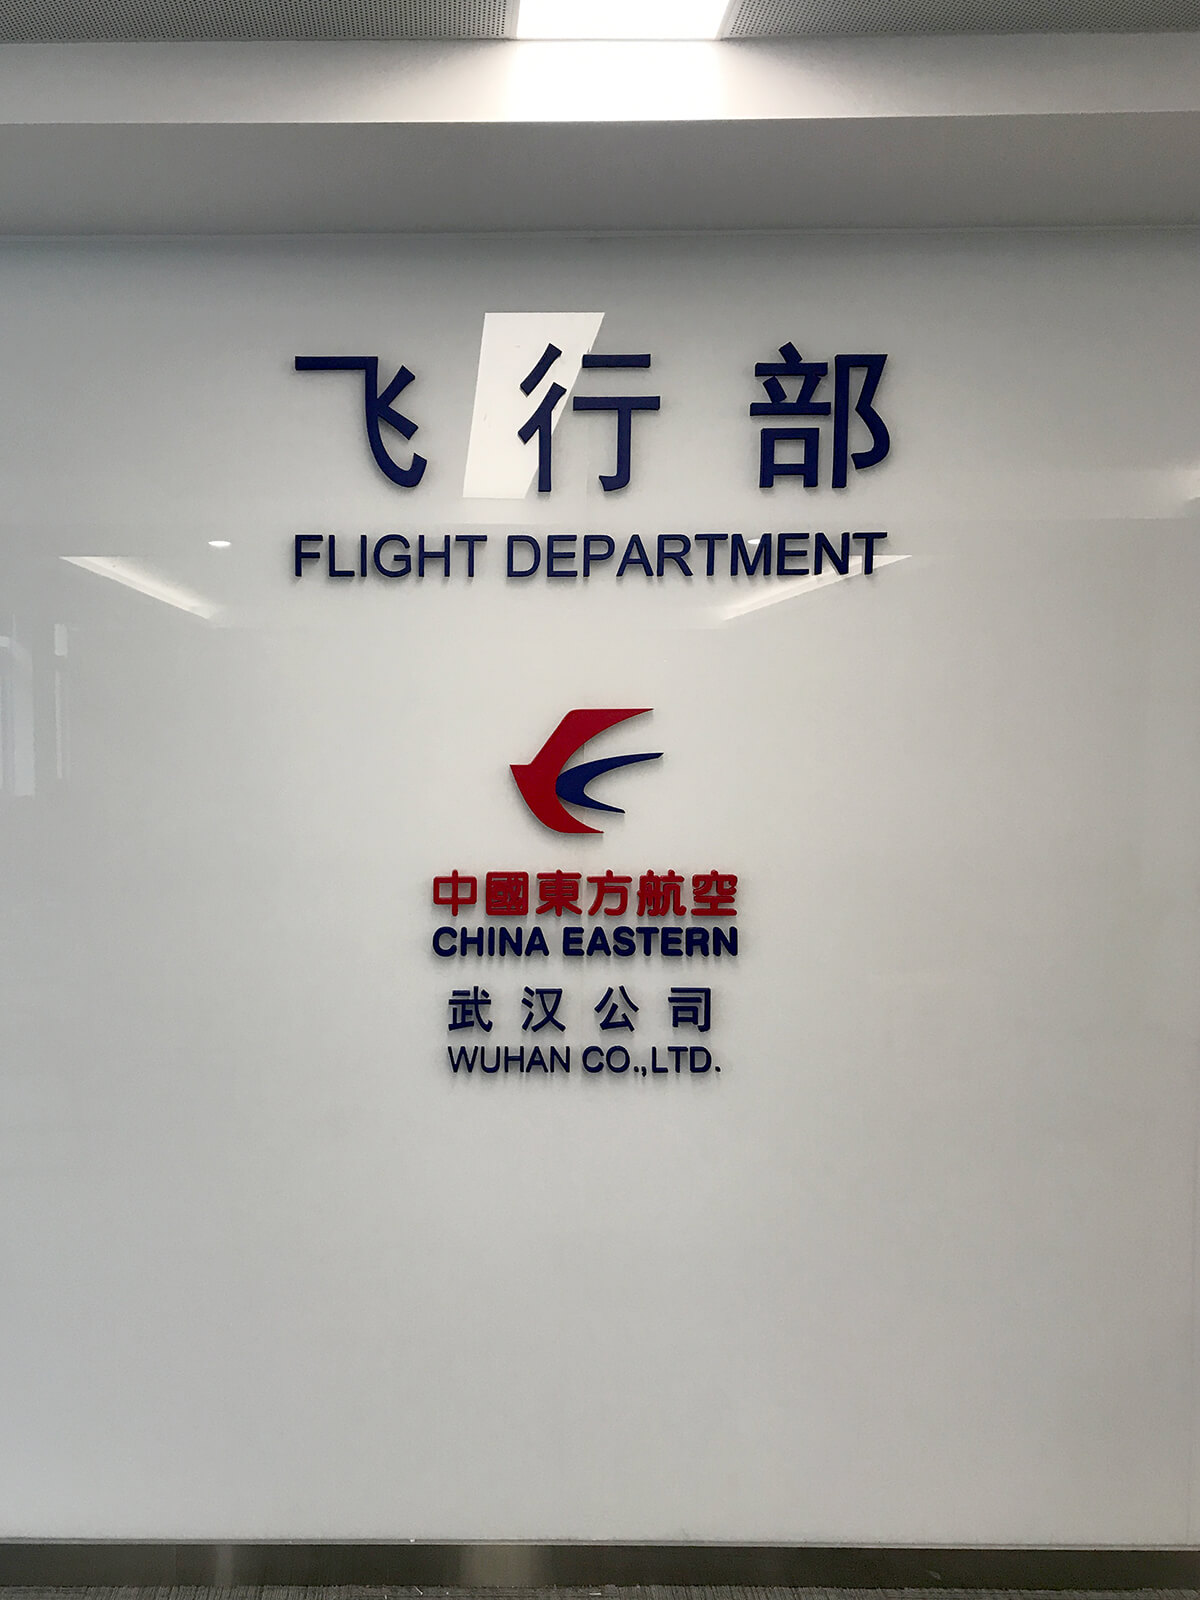 飞行部
FLIGHT DEPARTMENT
中國東方航空
CHINA EASTERN
武汉公司
WUHAN CO.,LTD.